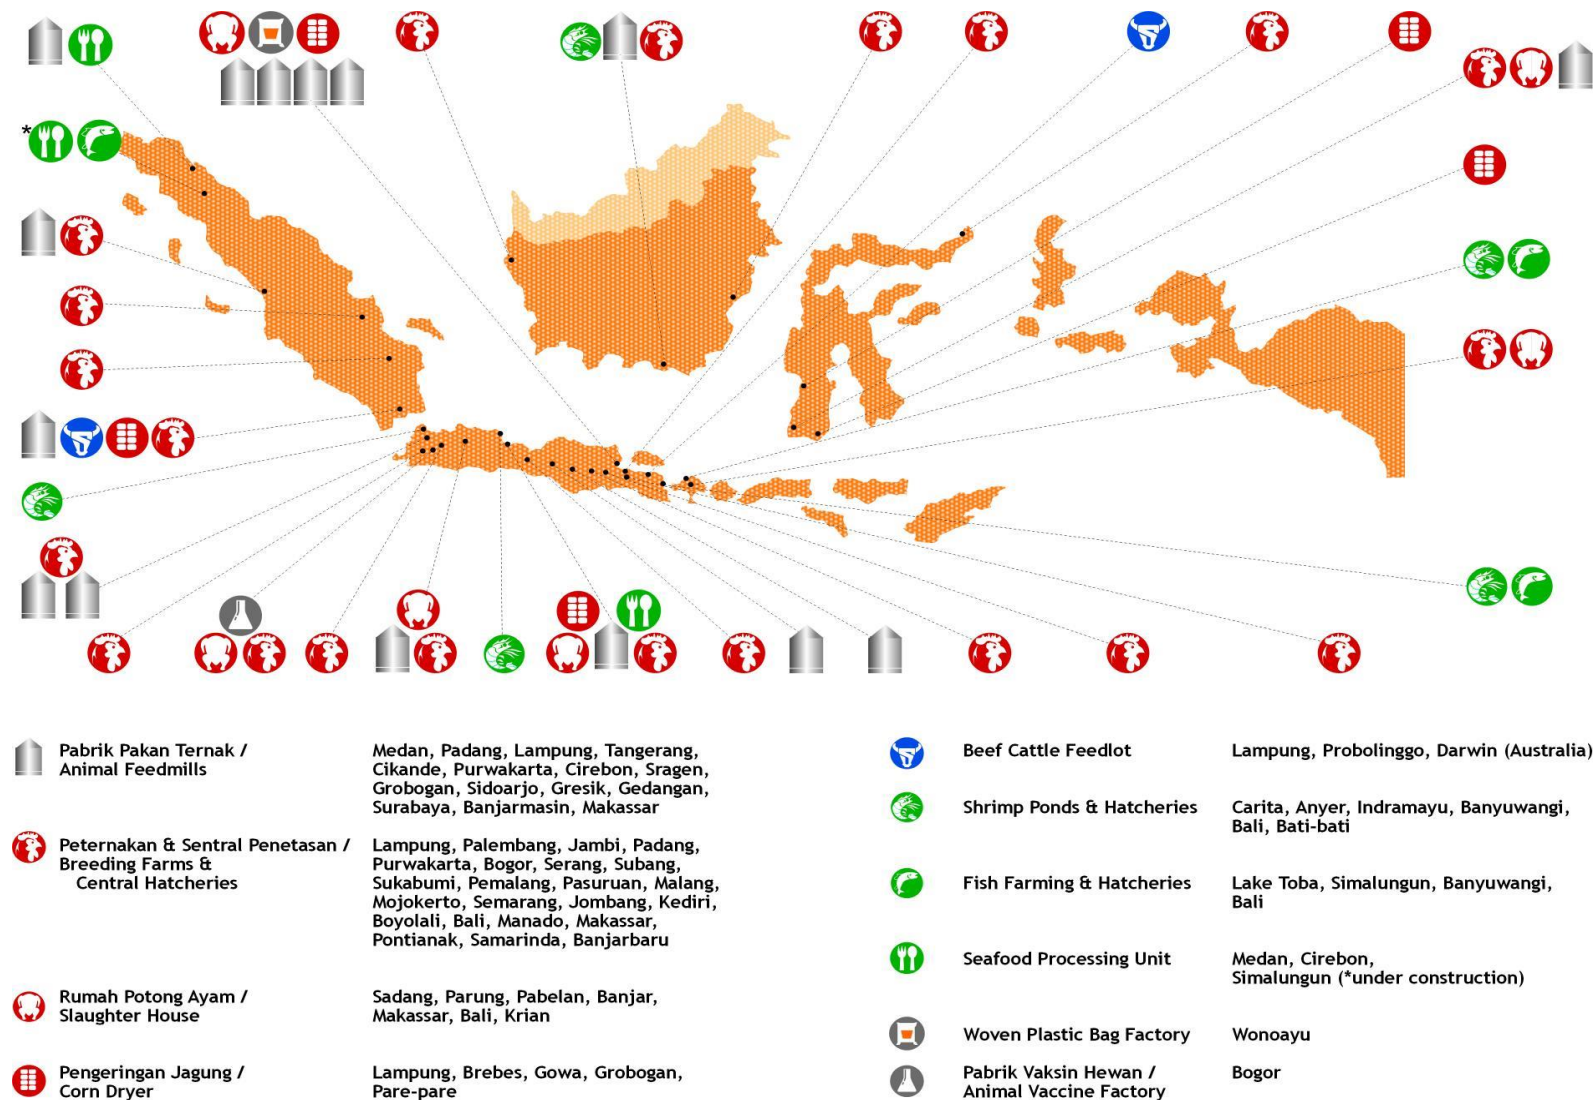 *
Pabrik Pakan Ternak /
Animal Feedmills
Medan, Padang, Lampung, Tangerang,
Cikande, Purwakarta, Cirebon, Sragen,
Grobogan, Sidoarjo, Gresik, Gedangan,
Surabaya, Banjarmasin, Makassar
Peternakan & Sentral Penetasan /
Breeding Farms &
Central Hatcheries
Lampung, Palembang, Jambi, Padang,
Purwakarta, Bogor, Serang, Subang,
Sukabumi, Pemalang, Pasuruan, Malang,
Mojokerto, Semarang, Jombang, Kediri,
Boyolali, Bali, Manado, Makassar,
Pontianak, Samarinda, Banjarbaru
Rumah Potong Ayam /
Slaughter House
Sadang, Parung, Pabelan, Banjar,
Makassar, Bali, Krian
Pengeringan Jagung /
Corn Dryer
Lampung, Brebes, Gowa, Grobogan,
Pare-pare
Beef Cattle Feedlot
Lampung, Probolinggo, Darwin (Australia)
Shrimp Ponds & Hatcheries
Carita, Anyer, Indramayu, Banyuwangi,
Bali, Bati-bati
Fish Farming & Hatcheries
Lake Toba, Simalungun, Banyuwangi,
Bali
Seafood Processing Unit
Medan, Cirebon,
Simalungun (*under construction)
Woven Plastic Bag Factory
Wonoayu
Pabrik Vaksin Hewan /
Animal Vaccine Factory
Bogor